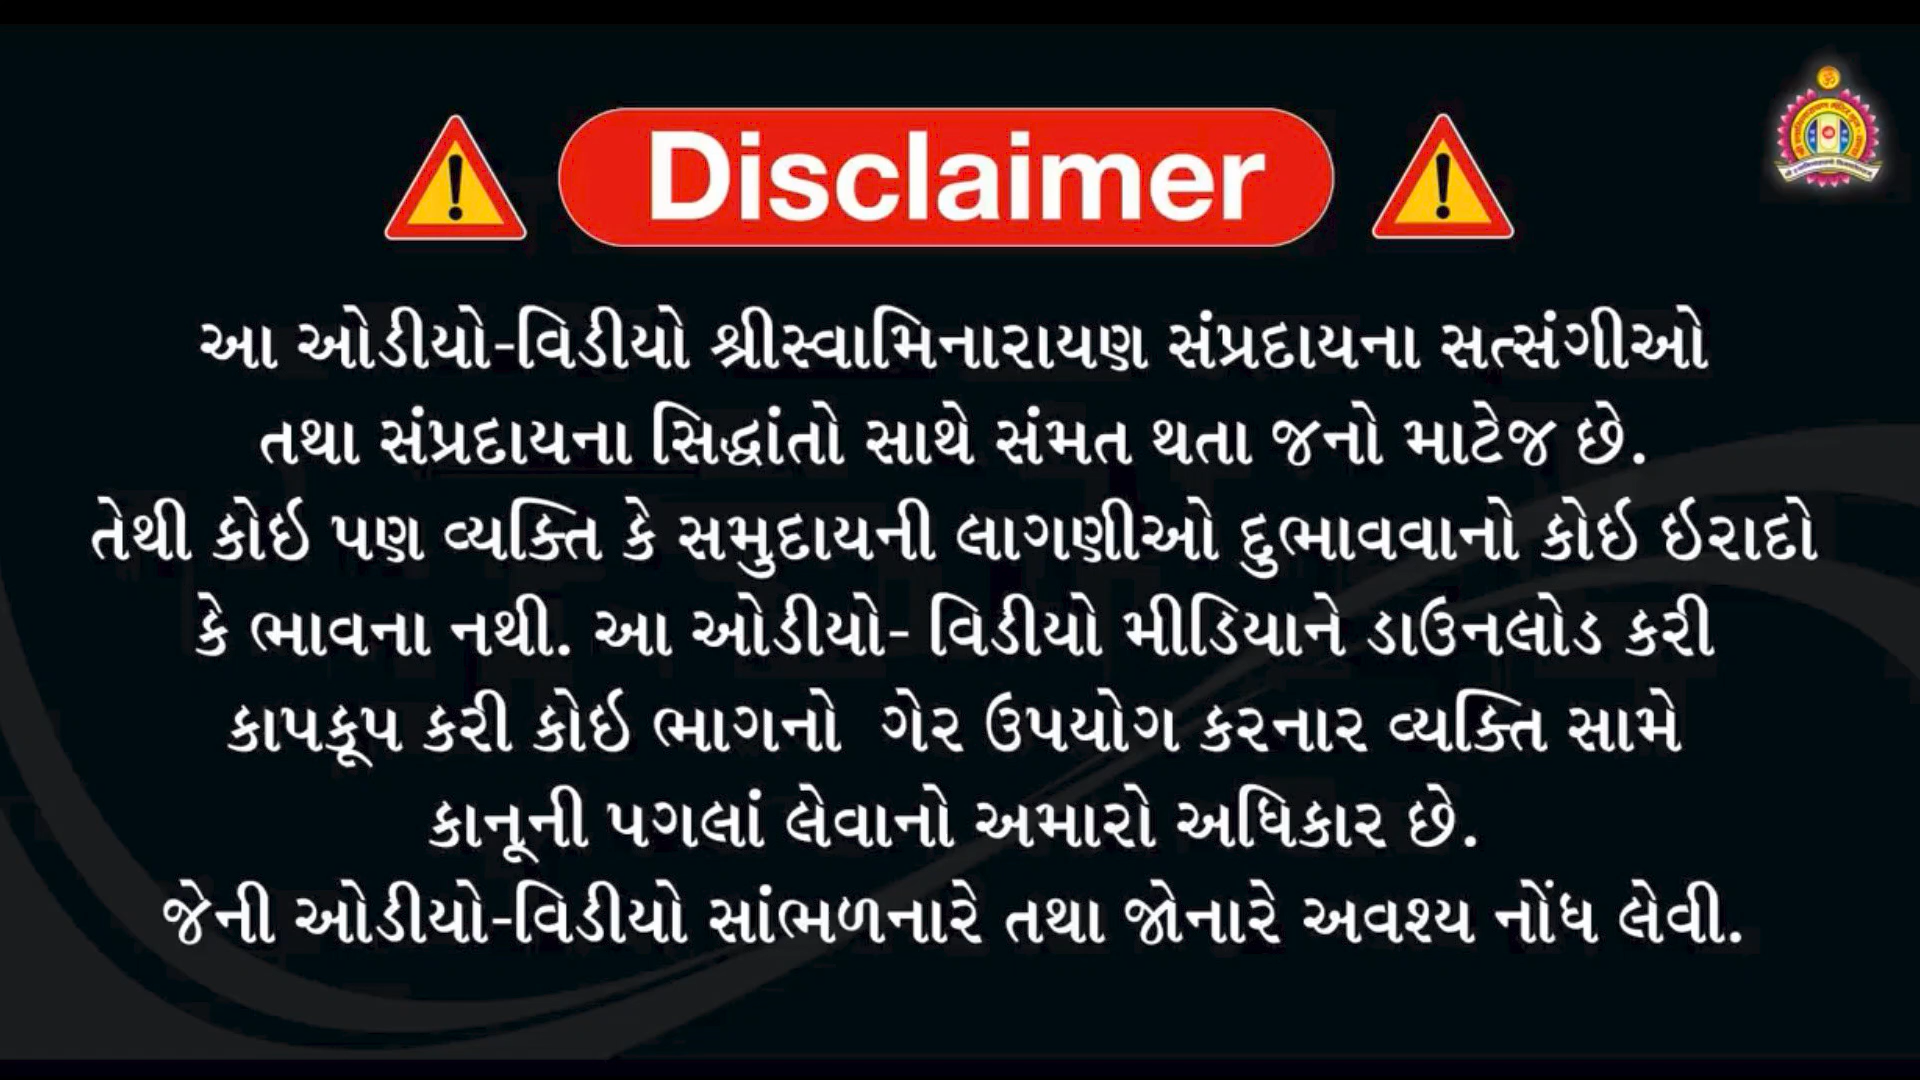 Disclaimer
આ ઓડીયો-વિડીયો શ્રીસ્વામિનારાયણ સંપ્રદાયના સત્સંગીઓ
તથા સંપ્રદાયના સિદ્ધાંતો સાથે સંમત થતા જનો માટેજ છે.
તેથી કોઇ પણ વ્યક્તિ કે સમુદાયની લાગણીઓ દુભાવવાનો કોઇ ઇરાદો
કે ભાવના નથી. આ ઓડીયો- વિડીયો મીડિયાને ડાઉનલોડ કરી
કાપકૂપ કરી કોઇ ભાગનો  ગેર ઉપયોગ કરનાર વ્યક્તિ સામે
કાનૂની પગલાં લેવાનો અમારો અધિકાર છે.
જેની ઓડીયો-વિડીયો સાંભળનારે તથા જોનારે અવશ્ય નોંધ લેવી.